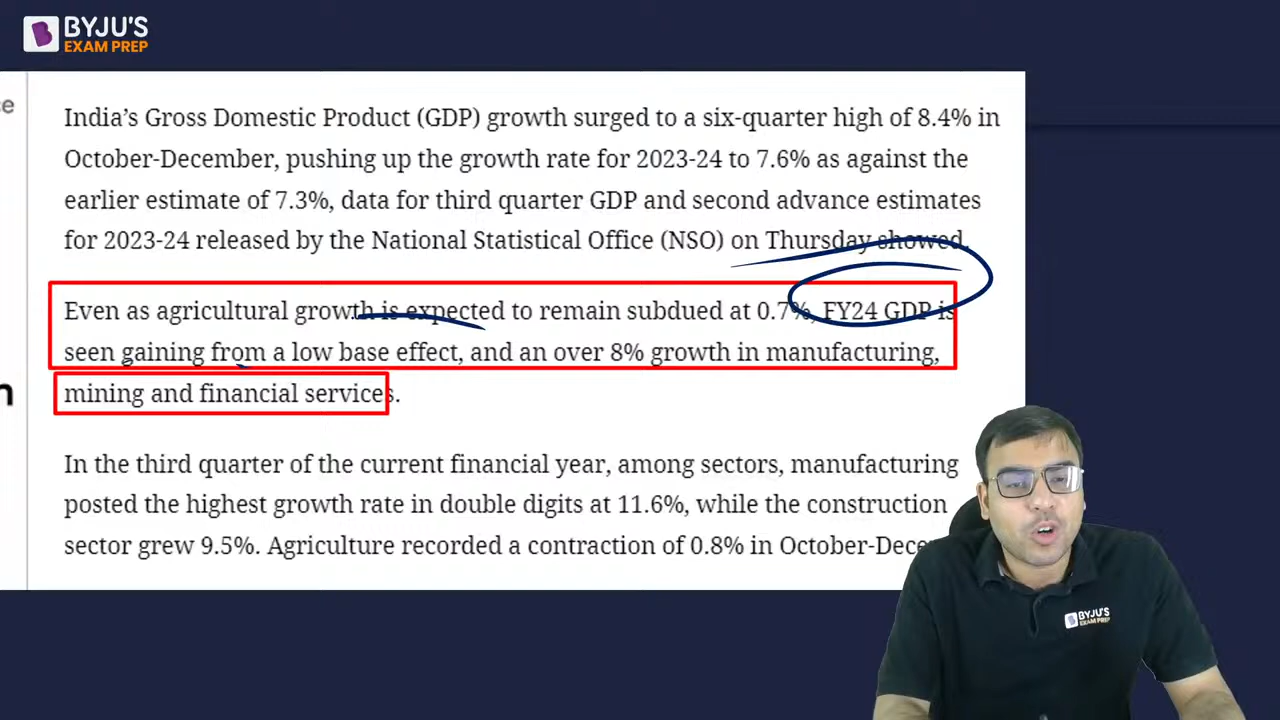 BYJU'S
EXAM PREP
ce
India's Gross Domestic Product (GDP) growth surged to a six-quarter high of 8.4% in
October-December, pushing up the growth rate for 2023-24 to 7.6% as against the
earlier estimate of 7.3%, data for third quarter GDP and second advance estimates
for 2023-24 released by the National Statistical Office (NSO) on Thursday showed.
Even as agricultural growth is expected to remain subdued at 0.7%, FY24 GDP is
seen gaining from a low base effect, and an over 8% growth in manufacturing,
n
mining and financial services.
In the third quarter of the current financial year, among sectors, manufacturing
posted the highest growth rate in double digits at 11.6%, while the construction
sector grew 9.5%. Agriculture recorded a contraction of 0.8% in October-Dece
BYJU'S
EXAM PREP